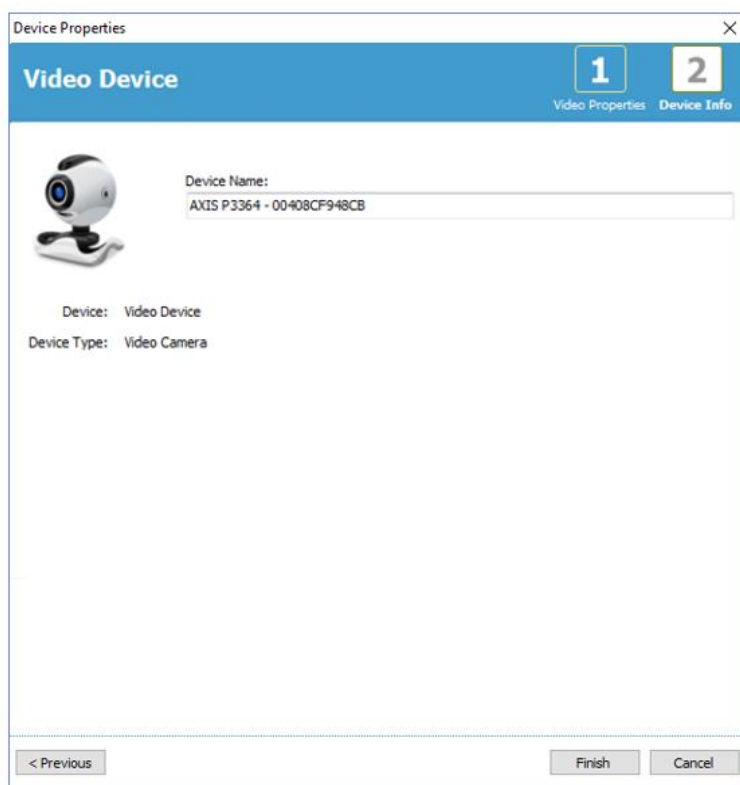 Device Properties
Video Device
1
2
Video Properties
Device Info
Device Name:
AXIS P3364 - 00408CF948CB
Device: Video Device
Device Type: Video Camera
< Previous
Finish
Cancel